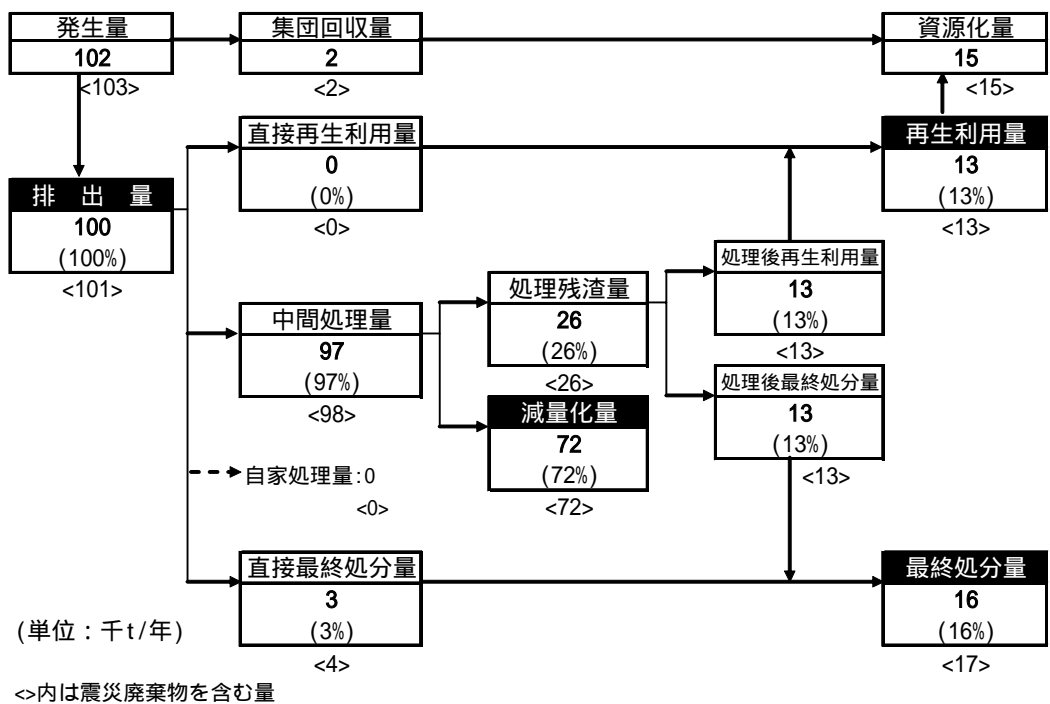 発生量
102
<103>
集団回収量
2
<2>
資源化量
15
<15>
直接再生利用量
0
(0%)
<0>
再生利用量
13
(13%)
<13>
排 出 量
100
(100%)
<101>
中間処理量
97
(97%)
<98>
処理残渣量
26
(26%)
<26>
処理後再生利用量
13
(13%)
<13>
減量化量
72
(72%)
<72>
処理後最終処分量
13
(13%)
<13>
自家処理量:0
<0>
直接最終処分量
3
(3%)
<4>
最終処分量
16
(16%)
<17>
(単位:千t/年)
<>内は震災廃棄物を含む量